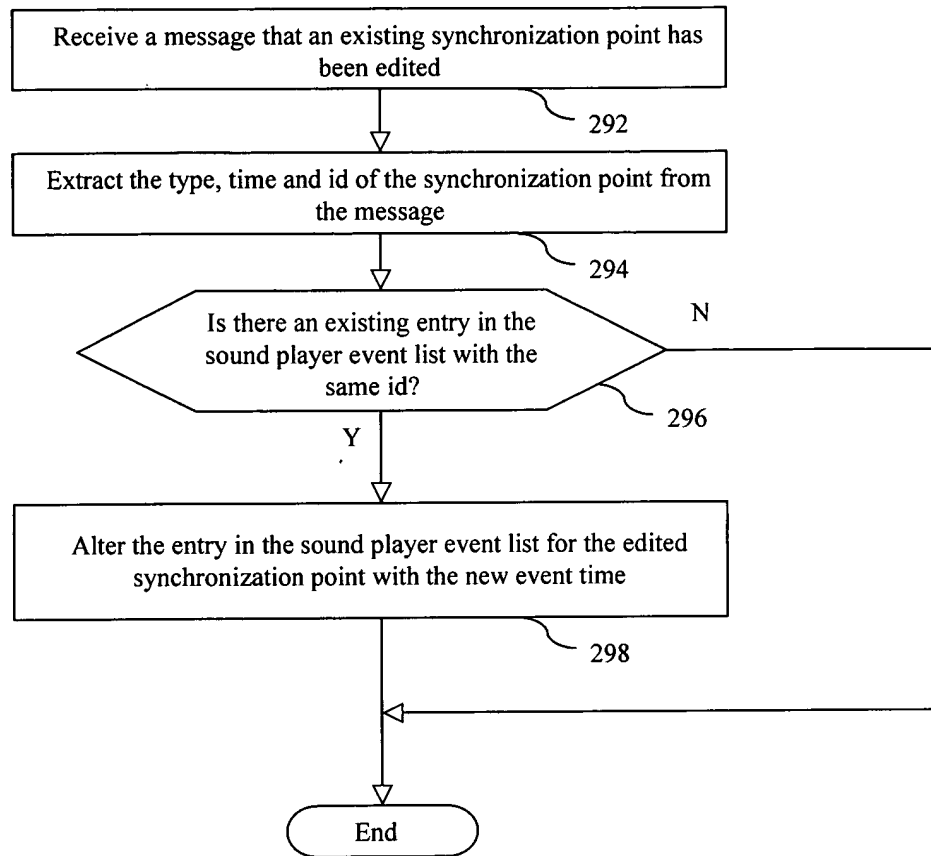 Receive a message that an existing synchronization point has
been edited
292
Extract the type, time and id of the synchronization point from
the message
294
Is there an existing entry in the
sound player event list with the
same id?
N
296
Y
Alter the entry in the sound player event list for the edited
synchronization point with the new event time
298
End